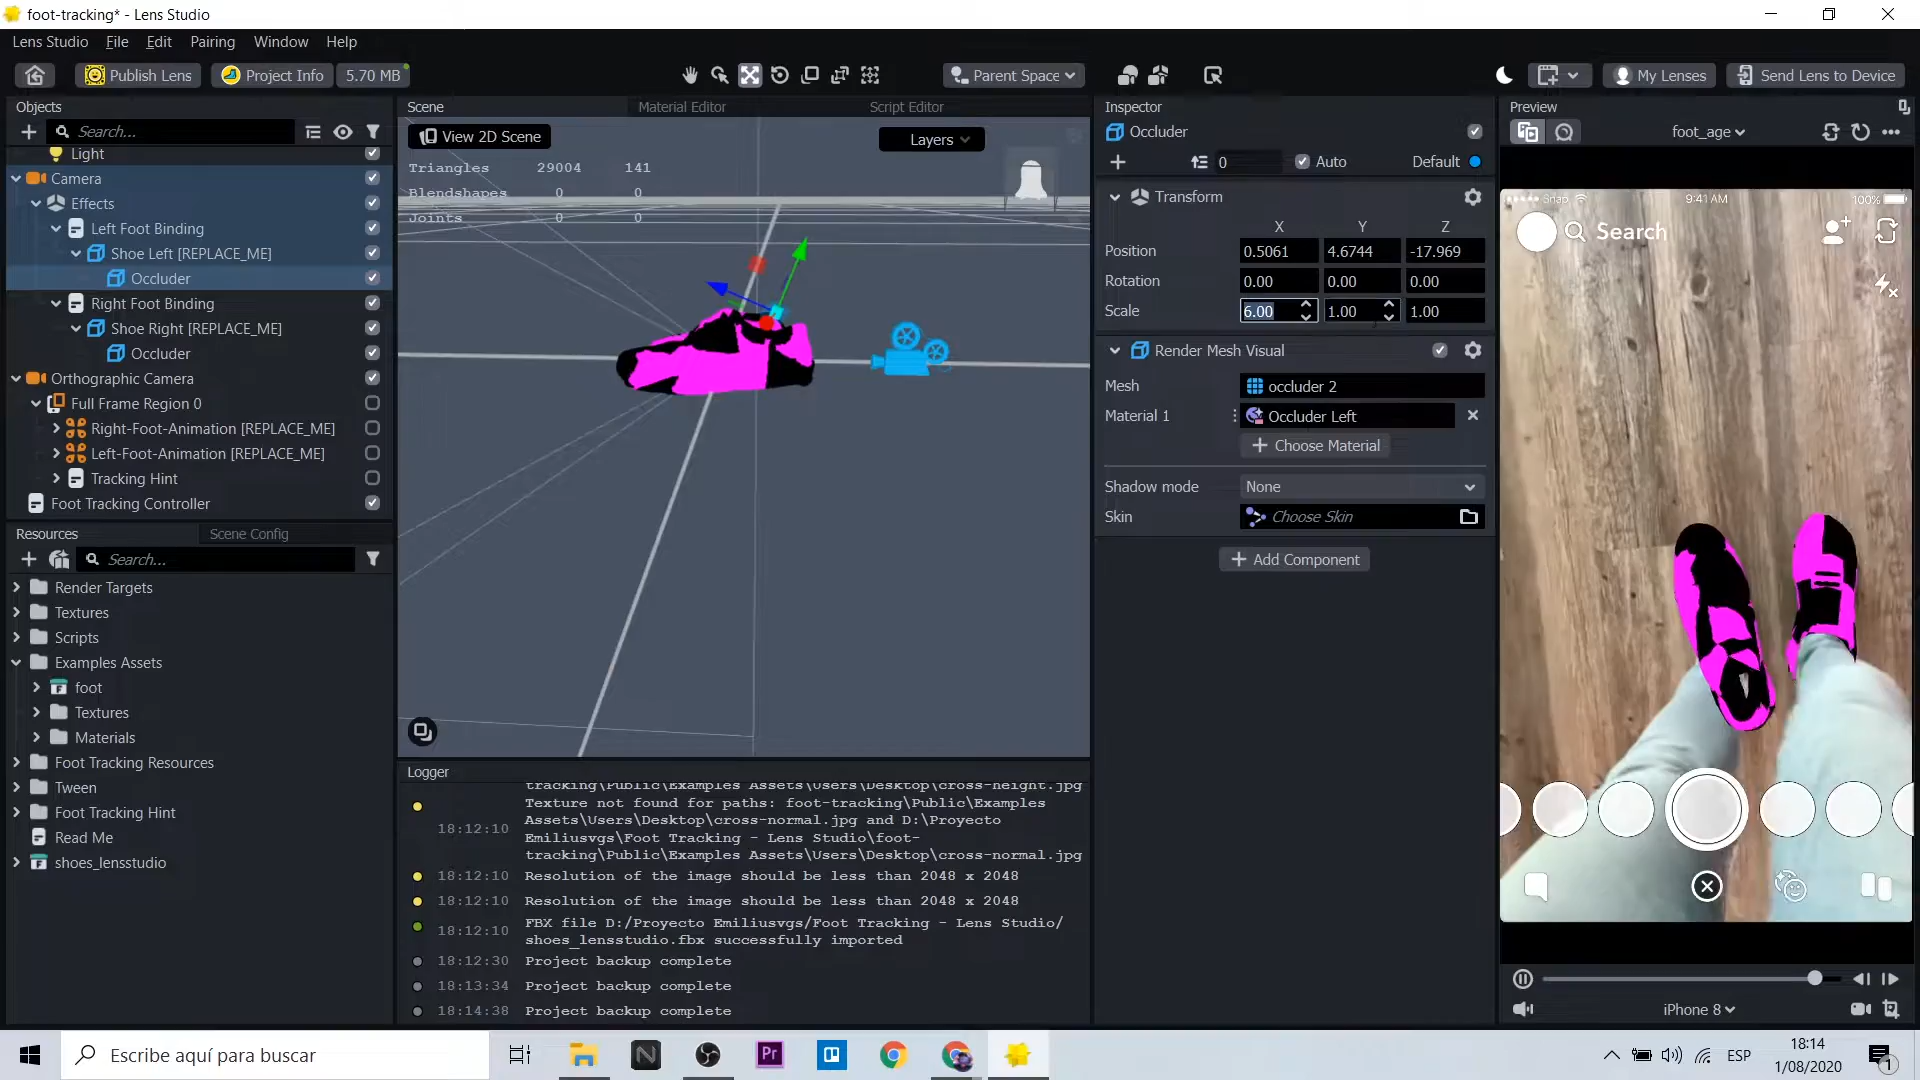 foot-tracking* - Lens Studio
Lens Studio File Edit Pairing Window Help
Publish Lens Project Info 5.70 MB Parent Space My Lenses Send Lens to Device
Objects
Search...
Light
Camera
Effects
Left Foot Binding
Shoe Left [REPLACE_ME]
Occluder
Right Foot Binding
Shoe Right [REPLACE_ME]
Occluder
Orthographic Camera
Full Frame Region 0
Right-Foot-Animation [REPLACE_ME]
Left-Foot-Animation [REPLACE_ME]
Tracking Hint
Foot Tracking Controller
Resources Scene Config
Search...
Render Targets
Textures
Scripts
Examples Assets
foot
Textures
Materials
Foot Tracking Resources
Tween
Foot Tracking Hint
Read Me
shoes_lensstudio
Scene Material Editor Script Editor
View 2D Scene Layers
Triangles 29004 141
Blendshapes 0 0
Joints 0 0
Logger
tracking\Public\Examples Assets\Users\Desktop\cross-height.jpg
Texture not found for paths: foot-tracking\Public\Examples
Assets\Users\Desktop\cross-normal.jpg and D:\Proyecto
18:12:10 Emiliusvgs\Foot Tracking - Lens Studio\foot-
tracking\Public\Examples Assets\Users\Desktop\cross-normal.jpg
18:12:10 Resolution of the image should be less than 2048 x 2048
18:12:10 Resolution of the image should be less than 2048 x 2048
18:12:10 FBX file D:/Proyecto Emiliusvgs/Foot Tracking - Lens Studio/
shoes_lensstudio.fbx successfully imported
18:12:30 Project backup complete
18:13:34 Project backup complete
18:14:38 Project backup complete
Inspector
Occluder
0 Auto Default
Transform
X Y Z
Position 0.5061 4.6744 -17.969
Rotation 0.00 0.00 0.00
Scale 6.00 1.00 1.00
Render Mesh Visual
Mesh occluder 2
Material 1 Occluder Left
+ Choose Material
Shadow mode None
Skin Choose Skin
+ Add Component
Preview
foot_age
Snap 9:41 AM 100%
Search
iPhone 8
Escribe aquí para buscar
Pr
ESP
18:14
1/08/2020
1